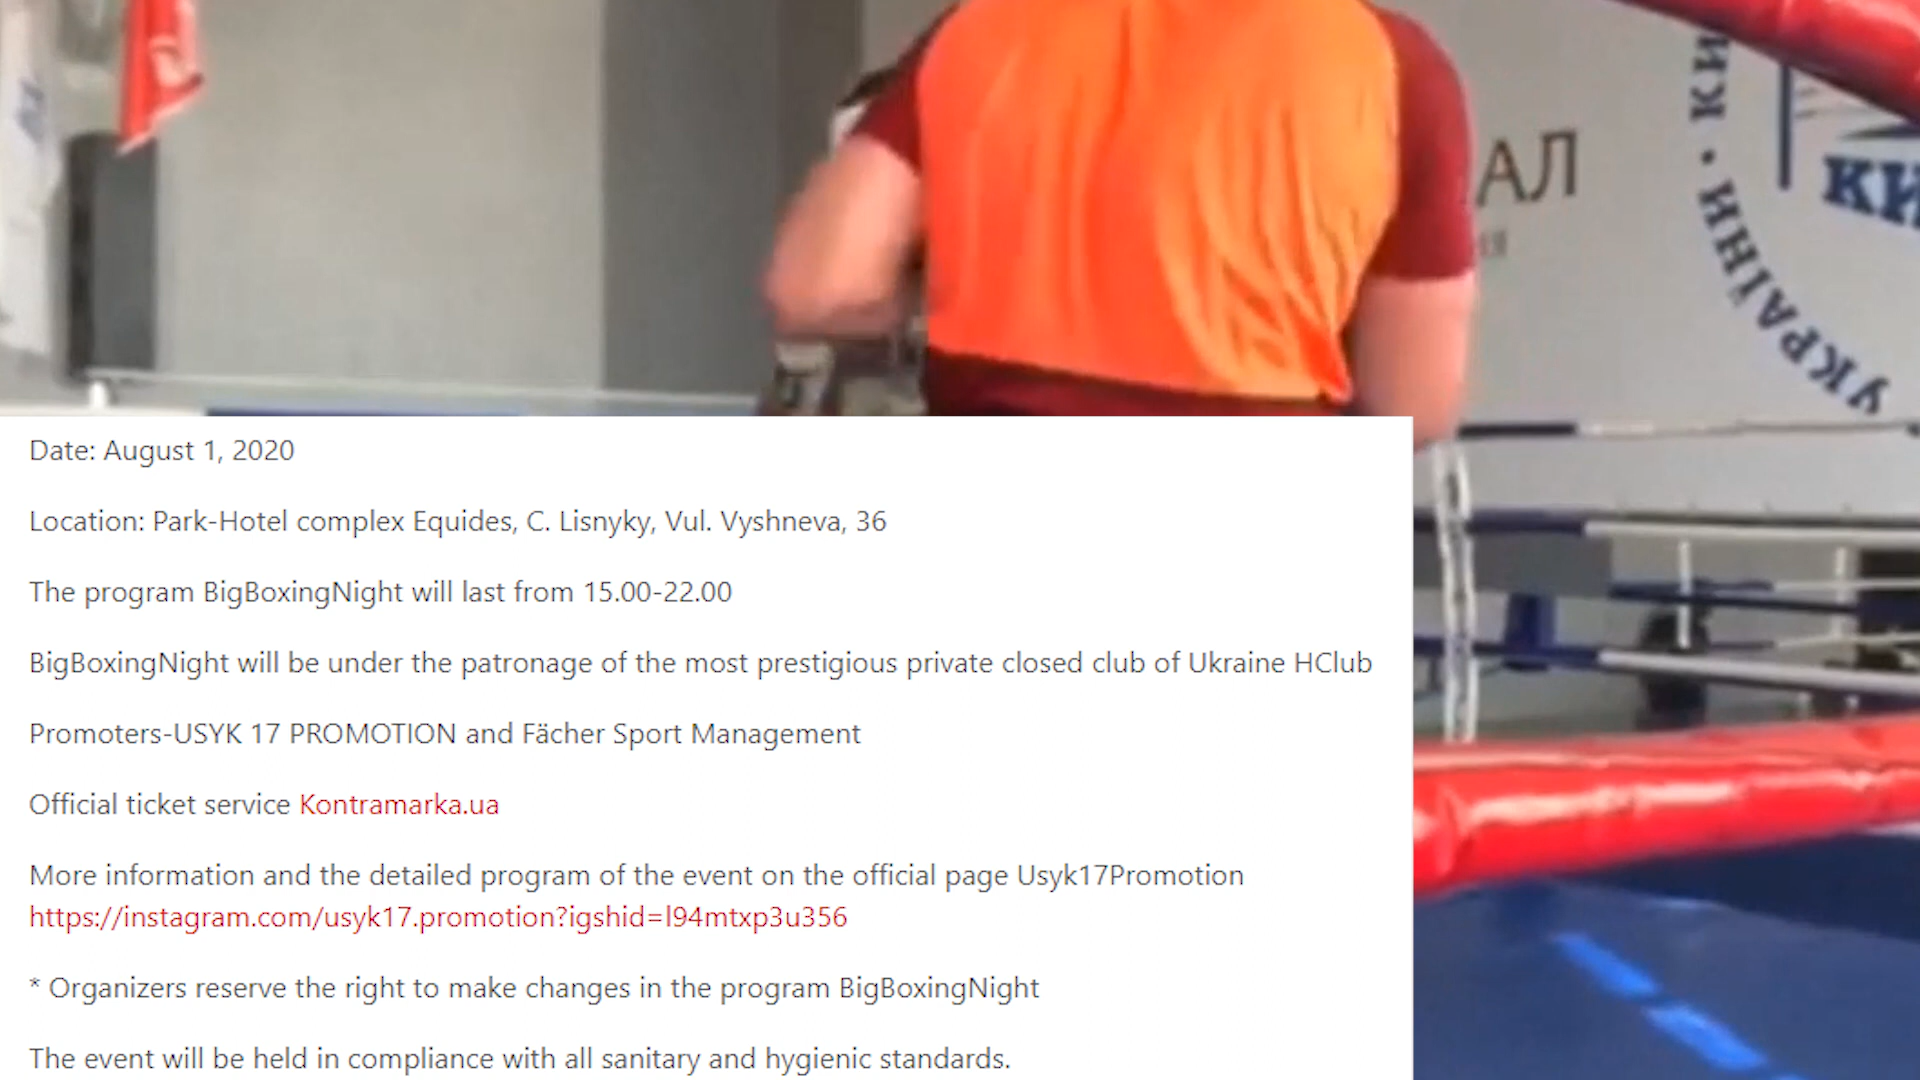 АЛ
КИ
УКРАЇНИ • КИ
Date: August 1, 2020
Location: Park-Hotel complex Equides, C. Lisnyky, Vul. Vyshneva, 36
The program BigBoxingNight will last from 15.00-22.00
BigBoxingNight will be under the patronage of the most prestigious private closed club of Ukraine HClub
Promoters-USYK 17 PROMOTION and Fächer Sport Management
Official ticket service Kontramarka.ua
More information and the detailed program of the event on the official page Usyk17Promotion
https://instagram.com/usyk17.promotion?igshid=l94mtxp3u356
* Organizers reserve the right to make changes in the program BigBoxingNight
The event will be held in compliance with all sanitary and hygienic standards.